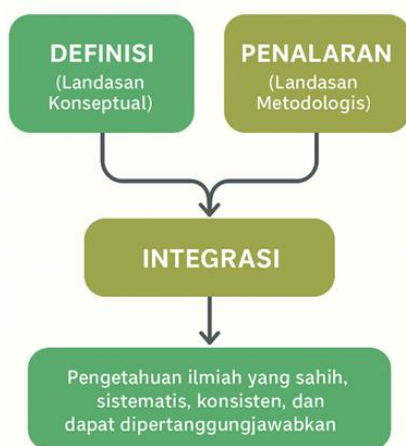 DEFINISI
(Landasan
Konseptual)
PENALARAN
(Landasan
Metodologis)
INTEGRASI
Pengetahuan ilmiah yang sahih,
sistematis, konsisten, dan
dapat dipertanggungjawabkan